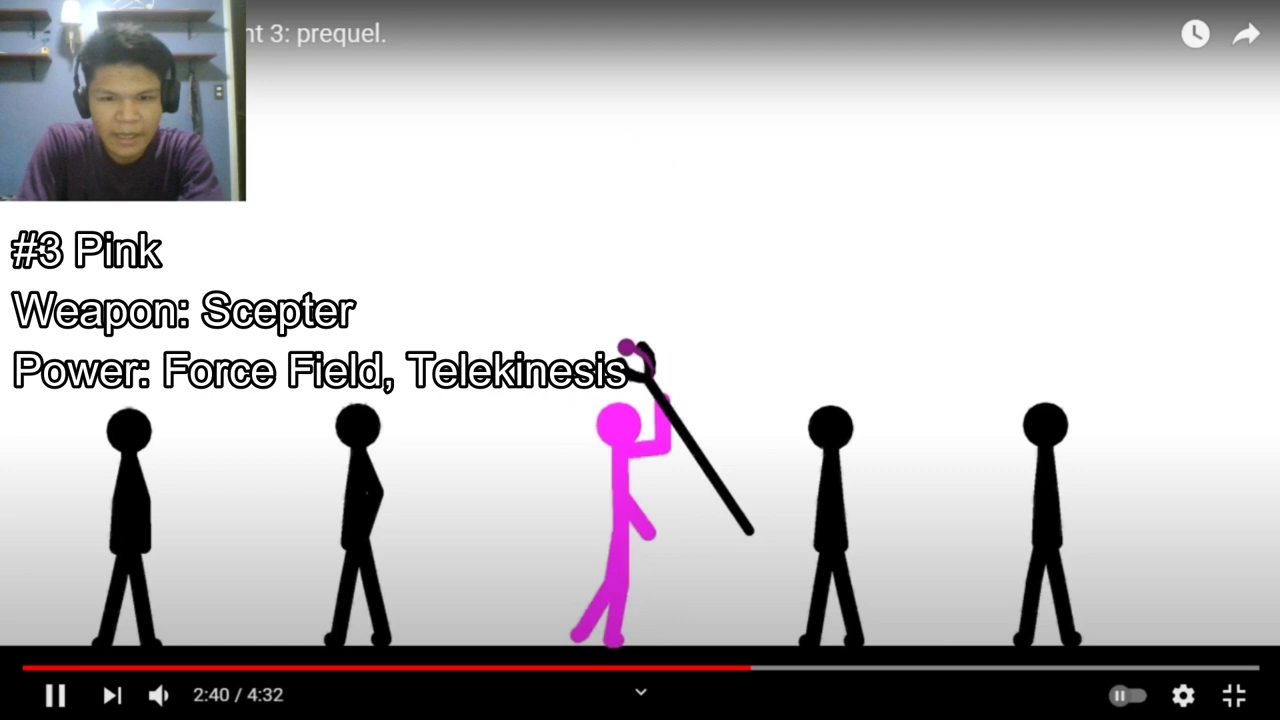 nt 3: prequel.
#3 Pink
Weapon: Scepter
Power: Force Field, Telekinesis
2:40 / 4:32